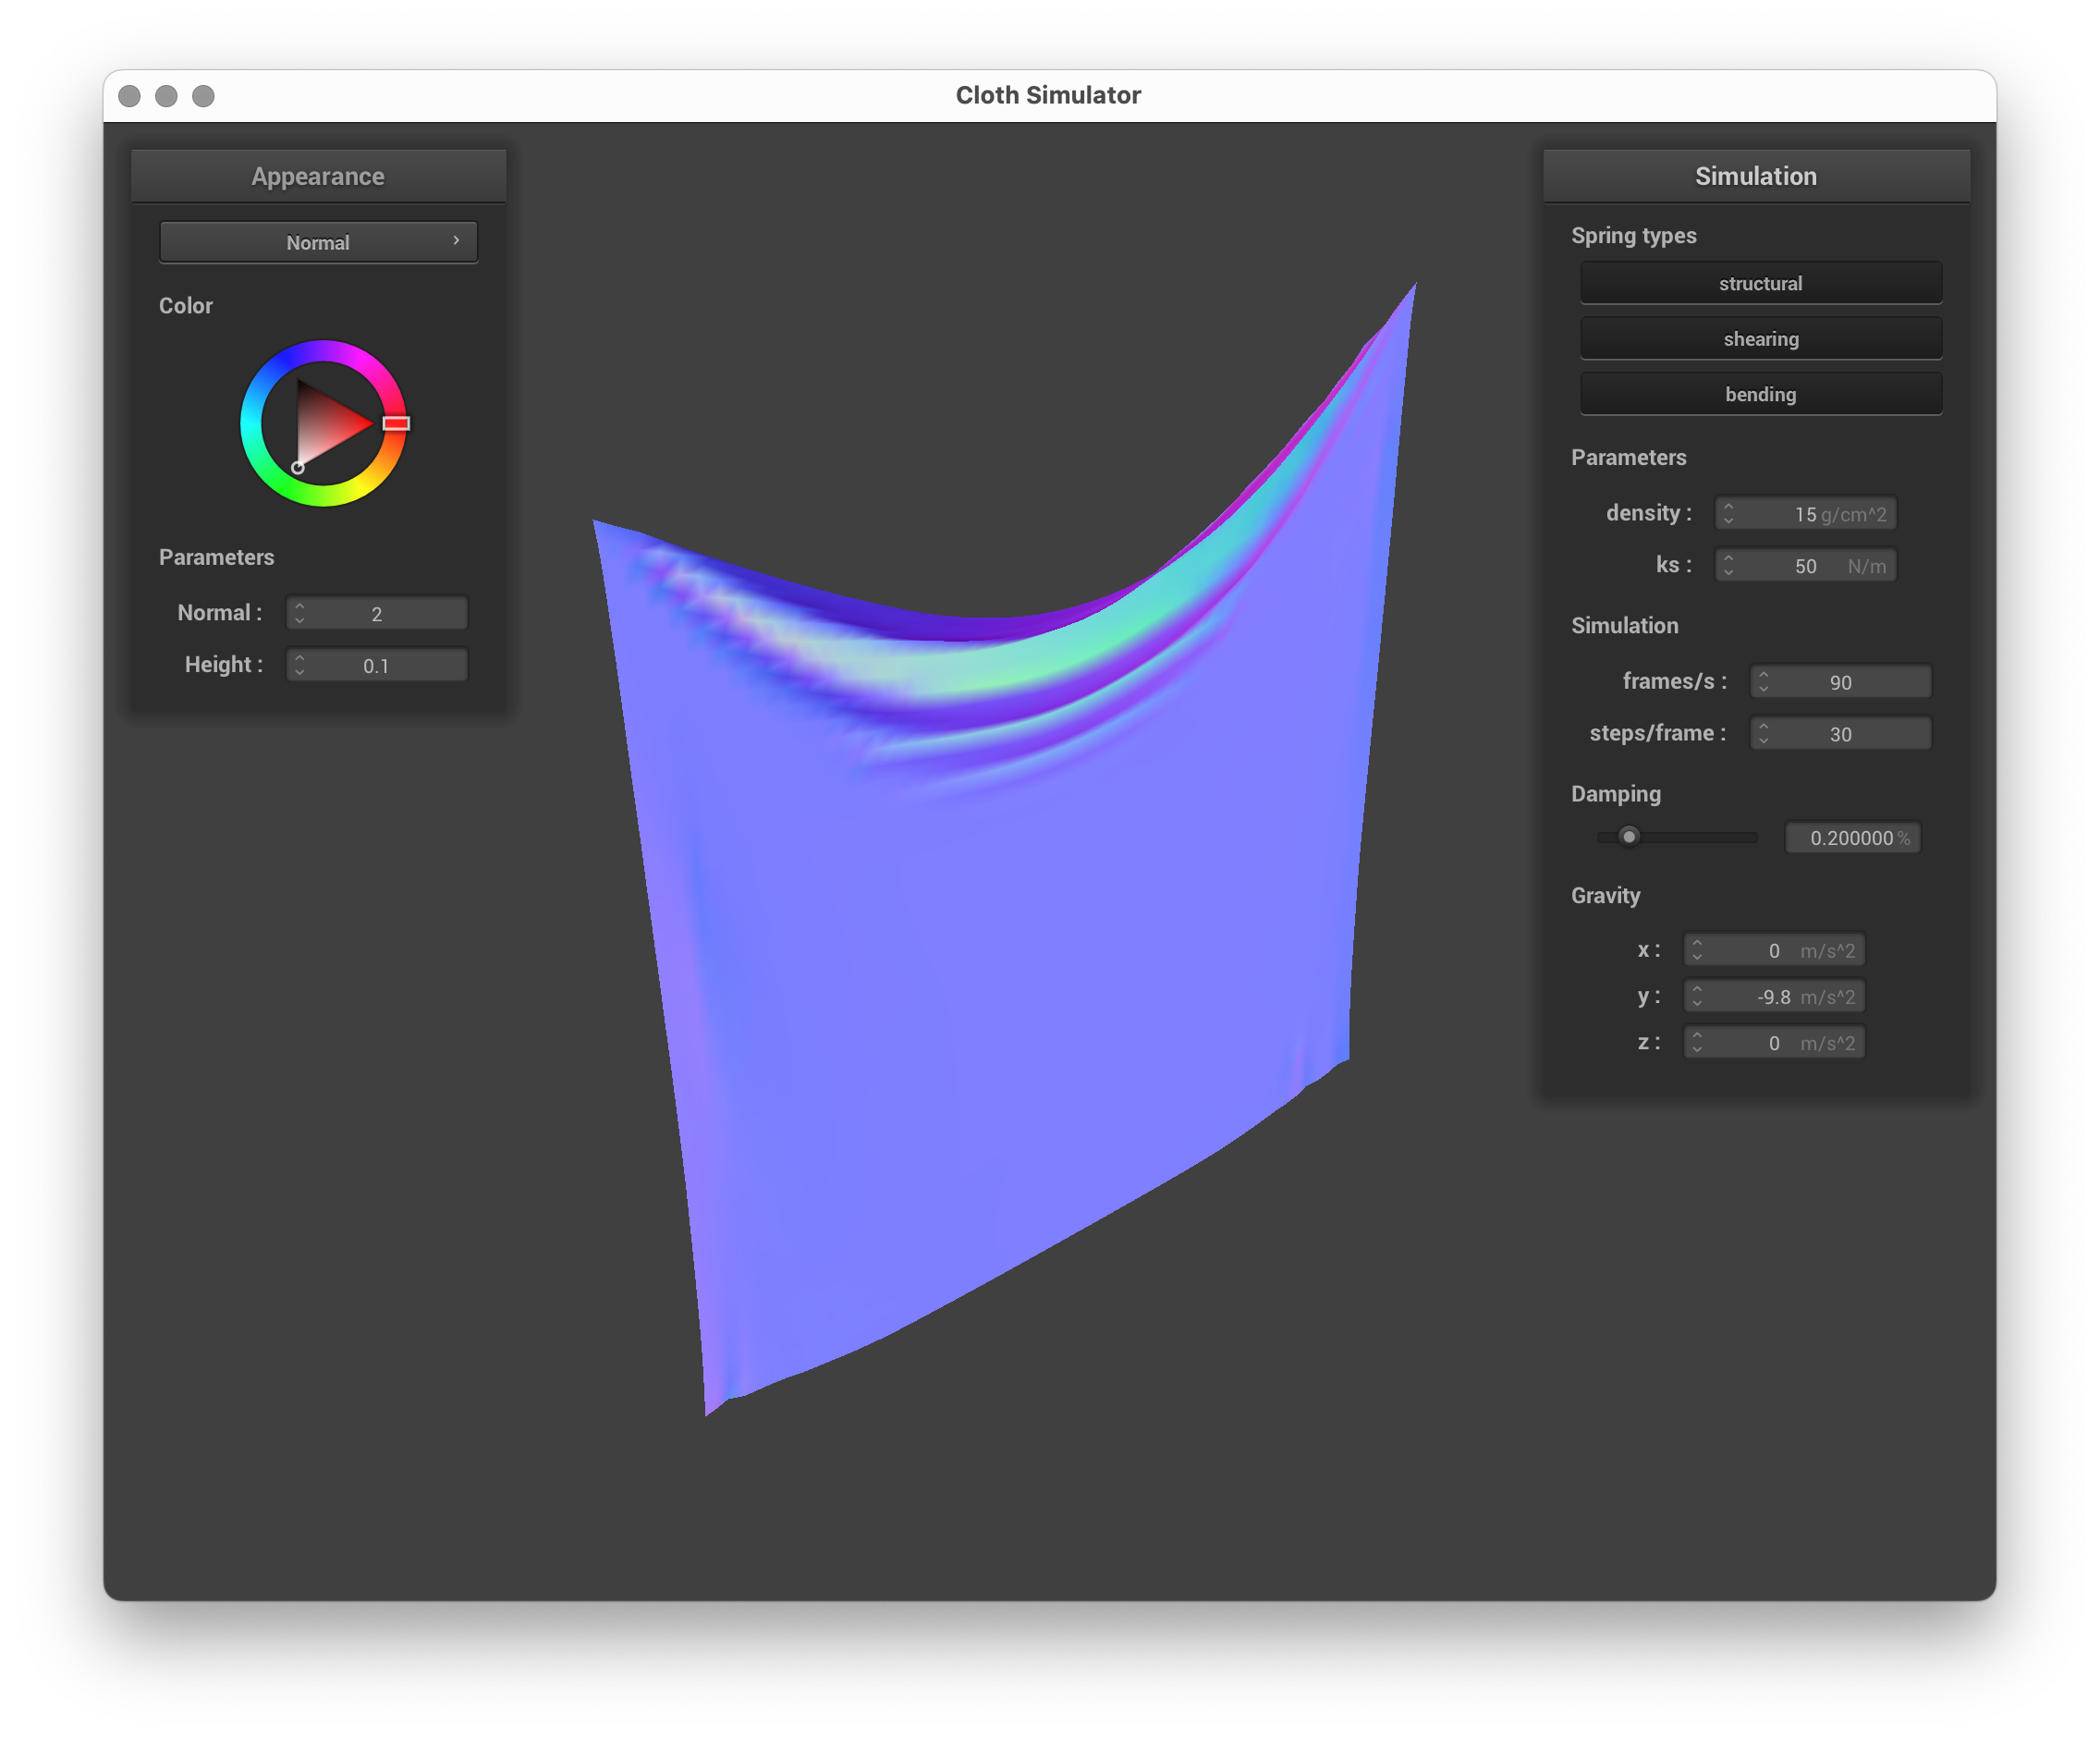 Cloth Simulator
Appearance
Normal
Color
Parameters
Normal : 2
Height : 0.1
Simulation
Spring types
structural
shearing
bending
Parameters
density : 15 g/cm^2
ks : 50 N/m
Simulation
frames/s : 90
steps/frame : 30
Damping
0.200000 %
Gravity
x : 0 m/s^2
y : -9.8 m/s^2
z : 0 m/s^2